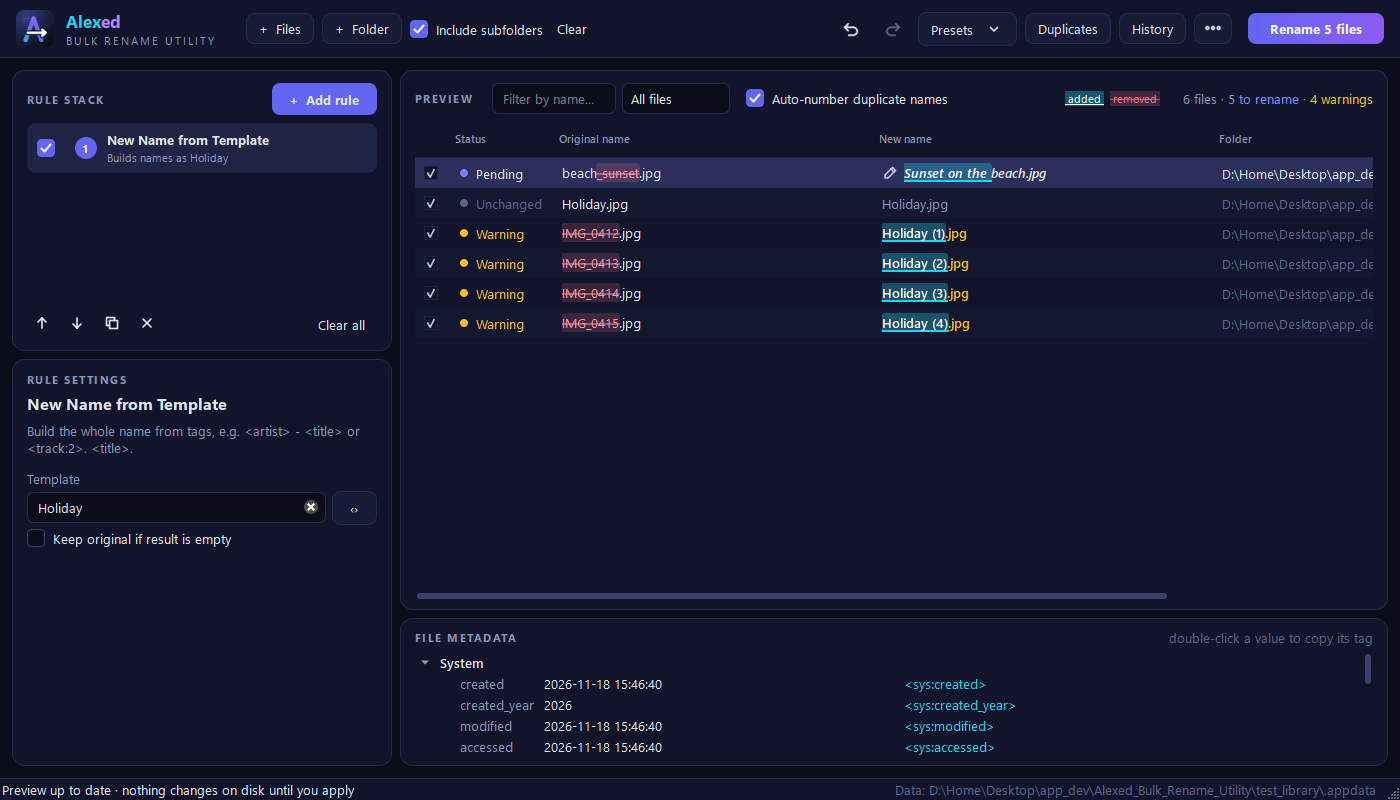 Alexed
BULK RENAME UTILITY
+ Files
+ Folder
Include subfolders
Clear
Presets
Duplicates
History
•••
Rename 5 files
RULE STACK
+ Add rule
1
New Name from Template
Builds names as Holiday
Clear all
RULE SETTINGS
New Name from Template
Build the whole name from tags, e.g. <artist> - <title> or
<track:2>. <title>.
Template
Holiday
‹›
Keep original if result is empty
PREVIEW
Filter by name...
All files
Auto-number duplicate names
added removed
6 files · 5 to rename · 4 warnings
Status Original name New name Folder
Pending beach_sunset.jpg Sunset on the beach.jpg D:\Home\Desktop\app_de
Unchanged Holiday.jpg Holiday.jpg D:\Home\Desktop\app_de
Warning IMG_0412.jpg Holiday (1).jpg D:\Home\Desktop\app_de
Warning IMG_0413.jpg Holiday (2).jpg D:\Home\Desktop\app_de
Warning IMG_0414.jpg Holiday (3).jpg D:\Home\Desktop\app_de
Warning IMG_0415.jpg Holiday (4).jpg D:\Home\Desktop\app_de
FILE METADATA
double-click a value to copy its tag
System
created 2026-11-18 15:46:40 <sys:created>
created_year 2026 <sys:created_year>
modified 2026-11-18 15:46:40 <sys:modified>
accessed 2026-11-18 15:46:40 <sys:accessed>
Preview up to date · nothing changes on disk until you apply
Data: D:\Home\Desktop\app_dev\Alexed_Bulk_Rename_Utility\test_library\.appdata